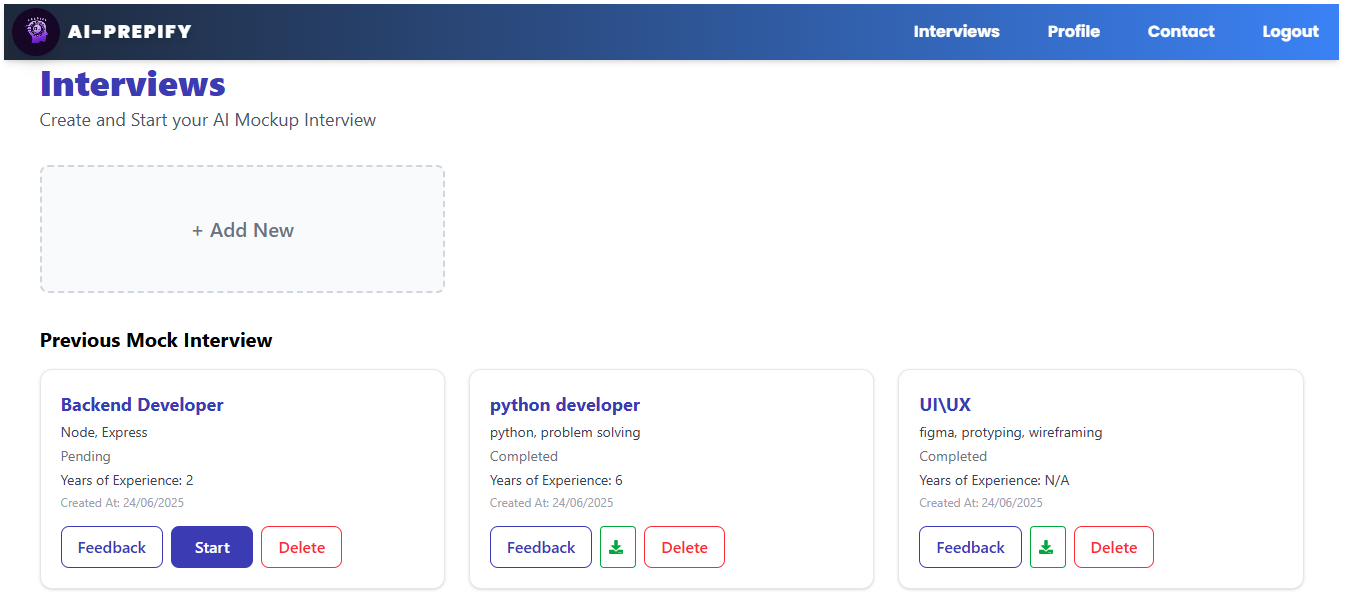 AI-PREPIFY Interviews Profile Contact Logout
Interviews
Create and Start your AI Mockup Interview
+ Add New
Previous Mock Interview
Backend Developer
Node, Express
Pending
Years of Experience: 2
Created At: 24/06/2025
Feedback Start Delete
python developer
python, problem solving
Completed
Years of Experience: 6
Created At: 24/06/2025
Feedback Delete
UI\UX
figma, protyping, wireframing
Completed
Years of Experience: N/A
Created At: 24/06/2025
Feedback Delete